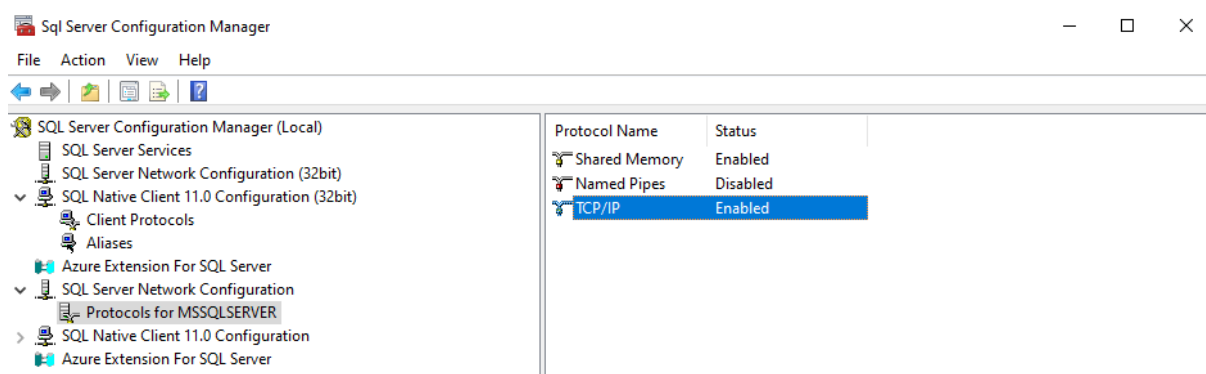 Sql Server Configuration Manager
File Action View Help
SQL Server Configuration Manager (Local)
SQL Server Services
SQL Server Network Configuration (32bit)
SQL Native Client 11.0 Configuration (32bit)
Client Protocols
Aliases
Azure Extension For SQL Server
SQL Server Network Configuration
Protocols for MSSQLSERVER
SQL Native Client 11.0 Configuration
Azure Extension For SQL Server
Protocol Name Status
Shared Memory Enabled
Named Pipes Disabled
TCP/IP Enabled